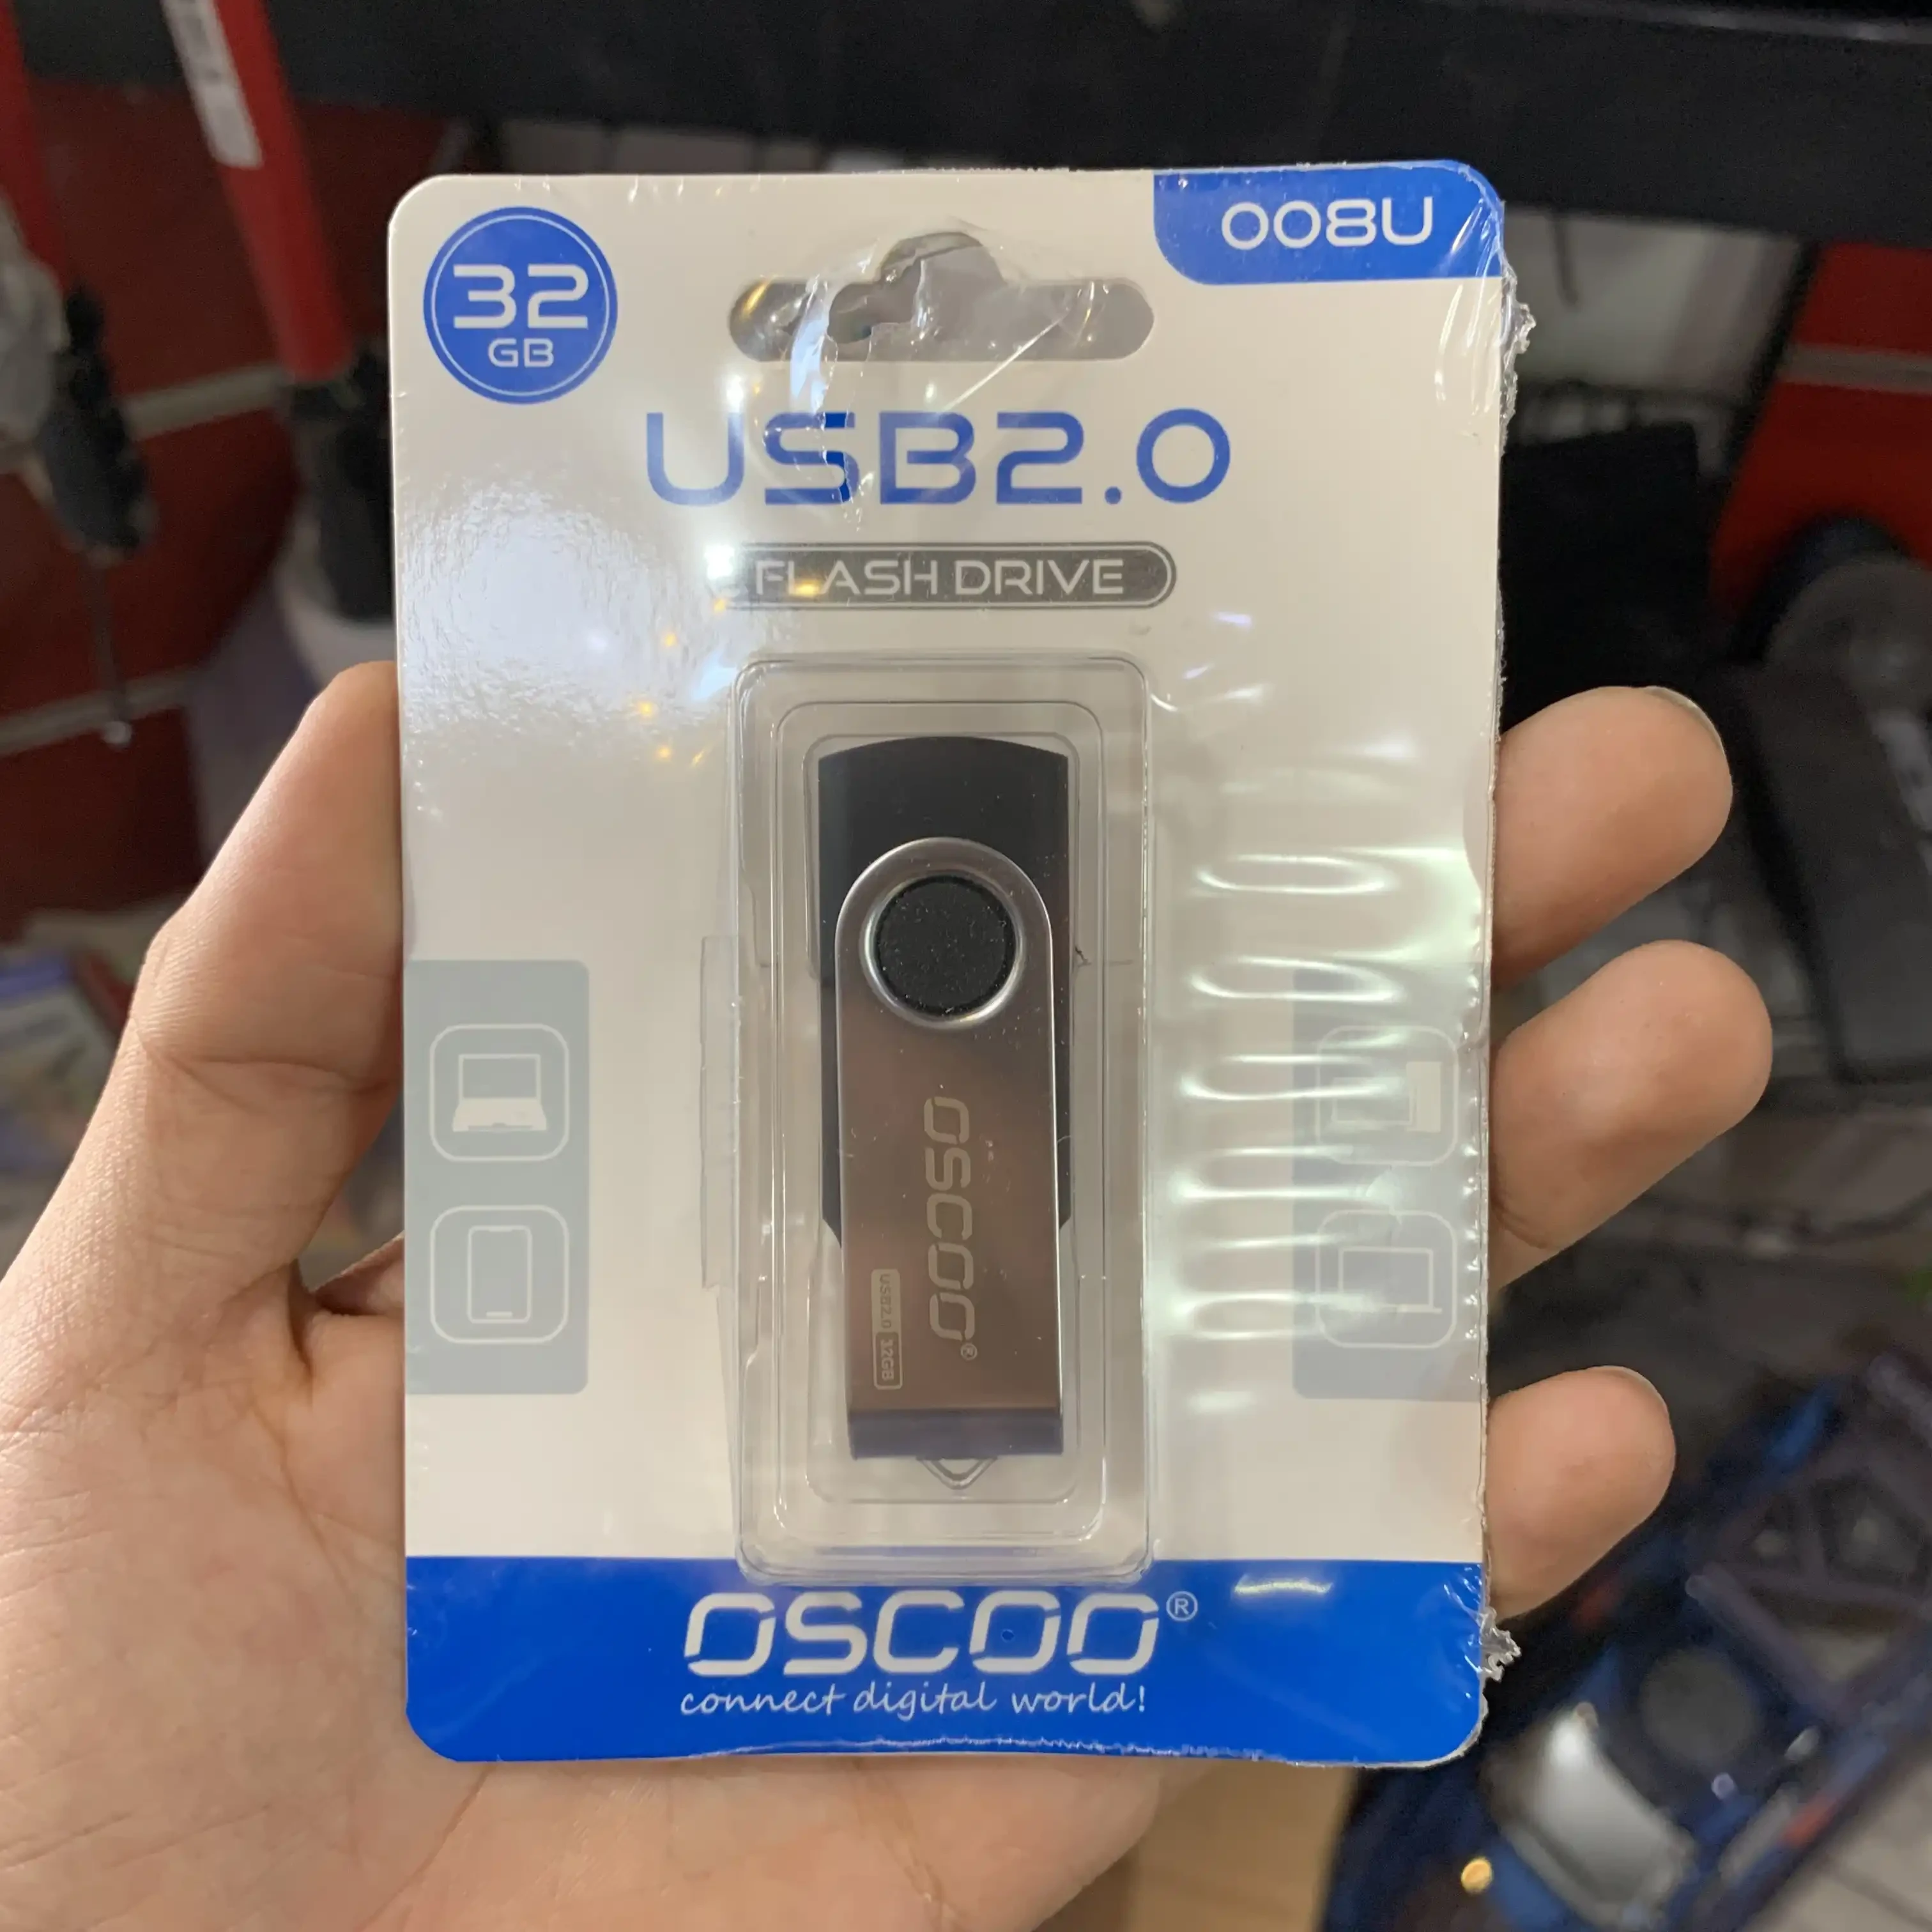 32
GB
008U
USB2.0
FLASH DRIVE
OSCOO®
USB2.0 32GB
OSCOO®
connect digital world!